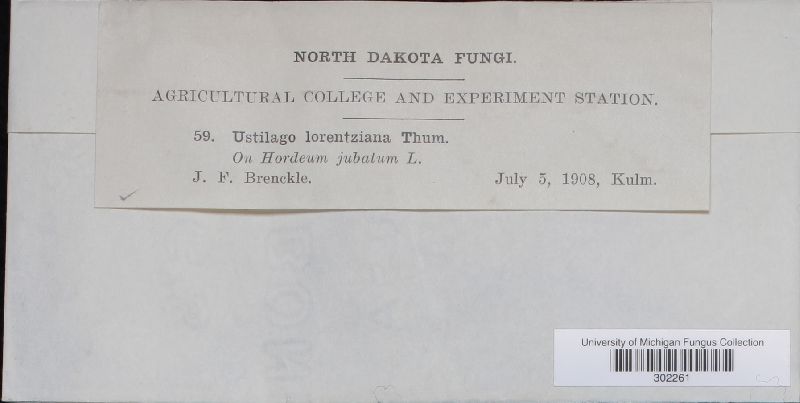 NORTH DAKOTA FUNGI.
AGRICULTURAL COLLEGE AND EXPERIMENT STATION.
59. Ustilago lorentziana Thum.
On Hordeum jubatum L.
J. F. Brenckle. July 5, 1908, Kulm.
University of Michigan Fungus Collection
302261